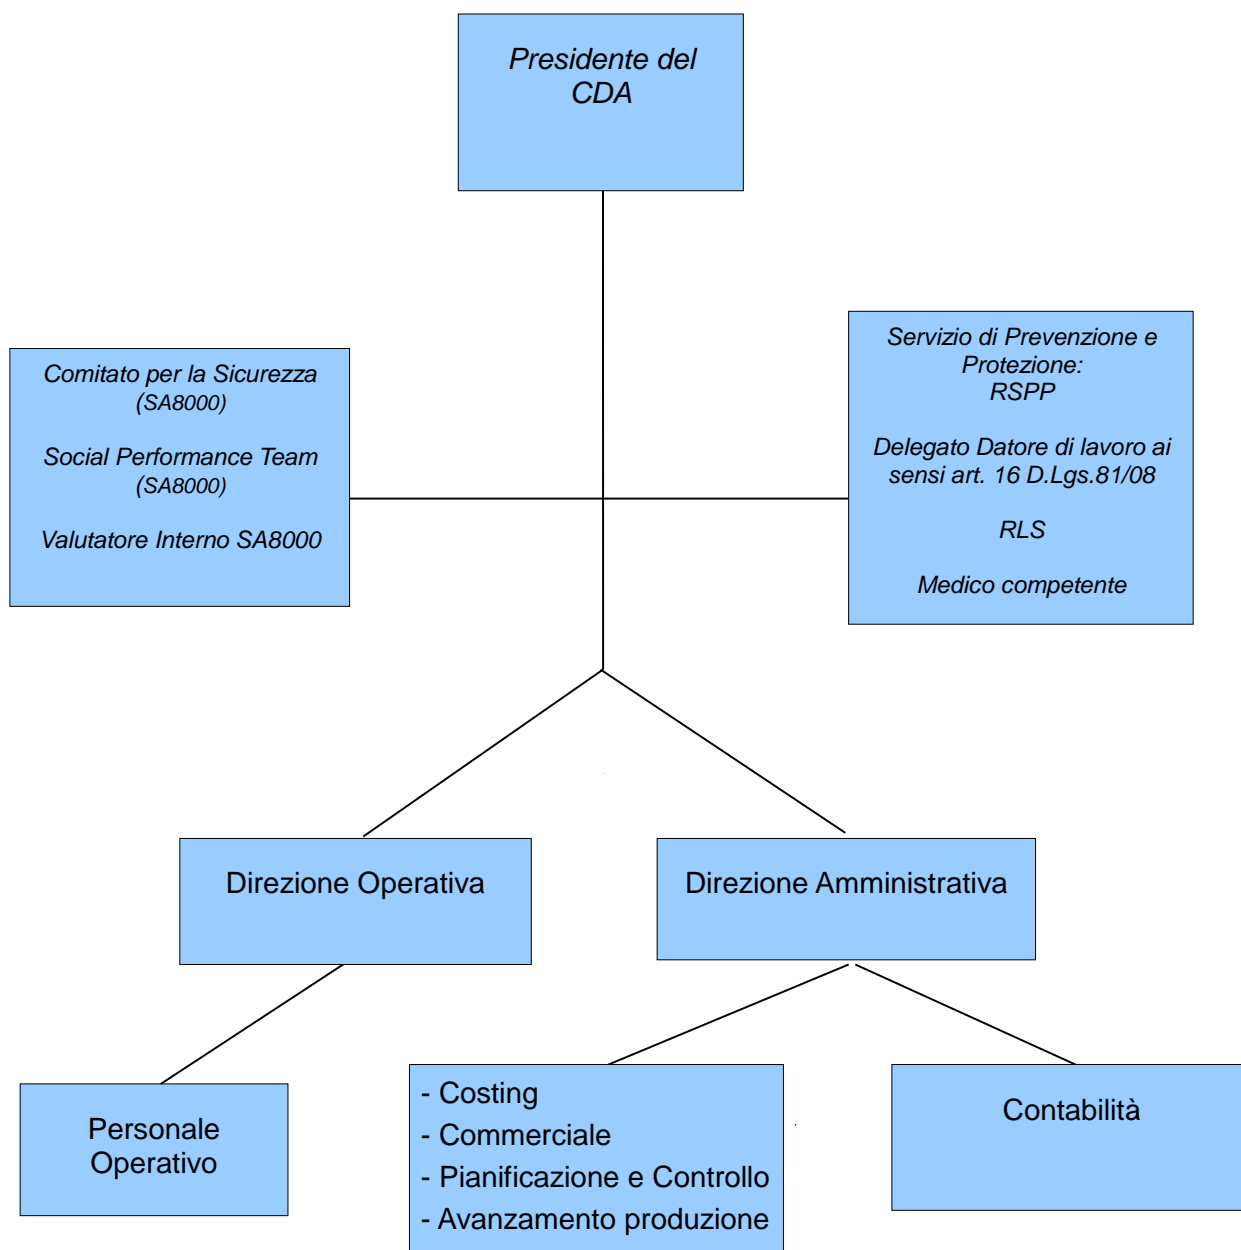 Presidente del
CDA
Comitato per la Sicurezza
(SA8000)
Social Performance Team
(SA8000)
Valutatore Interno SA8000
Servizio di Prevenzione e
Protezione:
RSPP
Delegato Datore di lavoro ai
sensi art. 16 D.Lgs.81/08
RLS
Medico competente
Direzione Operativa
Direzione Amministrativa
Personale
Operativo
- Costing
- Commerciale
- Pianificazione e Controllo
- Avanzamento produzione
Contabilità